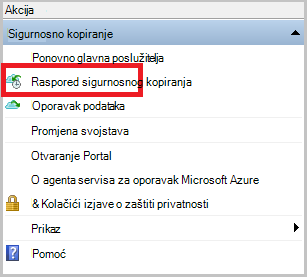 Akcija
Sigurnosno kopiranje
Ponovno glavna poslužitelja
Raspored sigurnosnog kopiranja
Oporavak podataka
Promjena svojstava
Otvaranje Portal
O agenta servisa za oporavak Microsoft Azure
& Kolačići izjave o zaštiti privatnosti
Prikaz
Pomoć